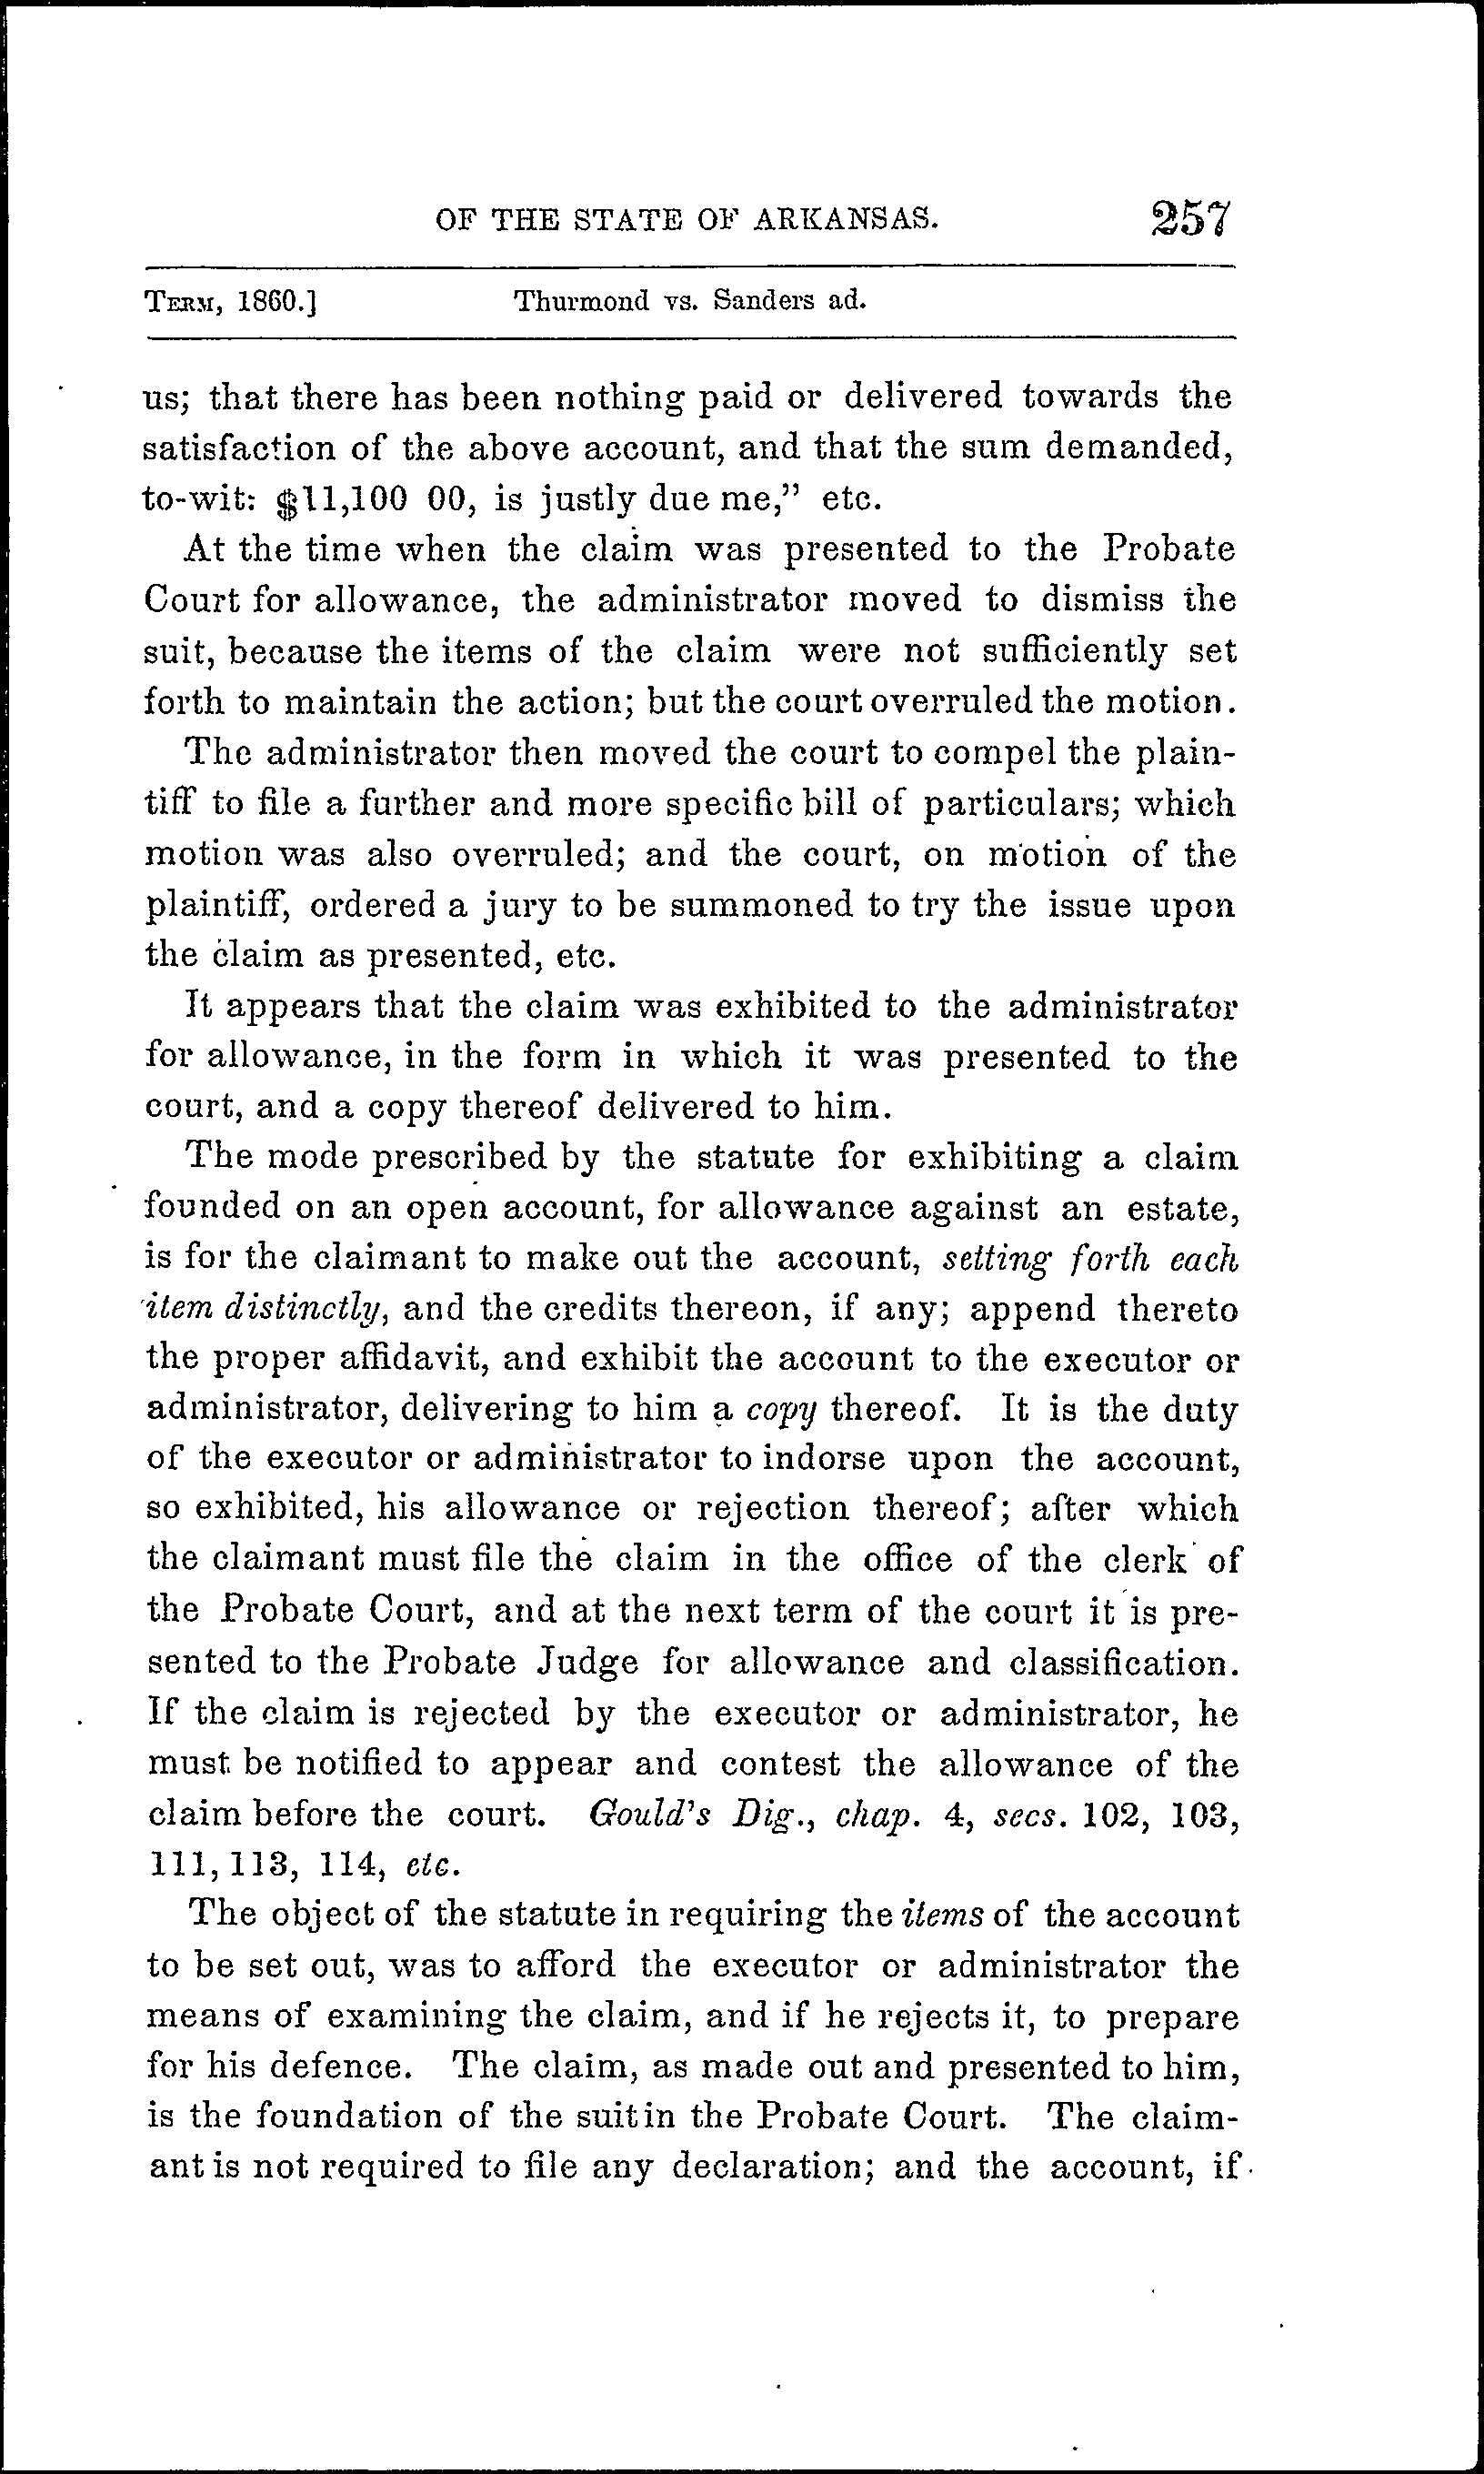 OF THE STATE OF ARKANSAS. 257
TERM, 1860.] Thurmond vs. Sanders ad.
us; that there has been nothing paid or delivered towards the
satisfaction of the above account, and that the sum demanded,
to-wit: $11,100 00, is justly due me,” etc.
At the time when the claim was presented to the Probate
Court for allowance, the administrator moved to dismiss the
suit, because the items of the claim were not sufficiently set
forth to maintain the action; but the court overruled the motion.
The administrator then moved the court to compel the plain-
tiff to file a further and more specific bill of particulars; which
motion was also overruled; and the court, on motion of the
plaintiff, ordered a jury to be summoned to try the issue upon
the claim as presented, etc.
It appears that the claim was exhibited to the administrator
for allowance, in the form in which it was presented to the
court, and a copy thereof delivered to him.
The mode prescribed by the statute for exhibiting a claim
founded on an open account, for allowance against an estate,
is for the claimant to make out the account, setting forth each
item distinctly, and the credits thereon, if any; append thereto
the proper affidavit, and exhibit the account to the executor or
administrator, delivering to him a copy thereof. It is the duty
of the executor or administrator to indorse upon the account,
so exhibited, his allowance or rejection thereof; after which
the claimant must file the claim in the office of the clerk of
the Probate Court, and at the next term of the court it is pre-
sented to the Probate Judge for allowance and classification.
If the claim is rejected by the executor or administrator, he
must be notified to appear and contest the allowance of the
claim before the court. Gould's Dig., chap. 4, secs. 102, 103,
111, 113, 114, etc.
The object of the statute in requiring the items of the account
to be set out, was to afford the executor or administrator the
means of examining the claim, and if he rejects it, to prepare
for his defence. The claim, as made out and presented to him,
is the foundation of the suit in the Probate Court. The claim-
ant is not required to file any declaration; and the account, if